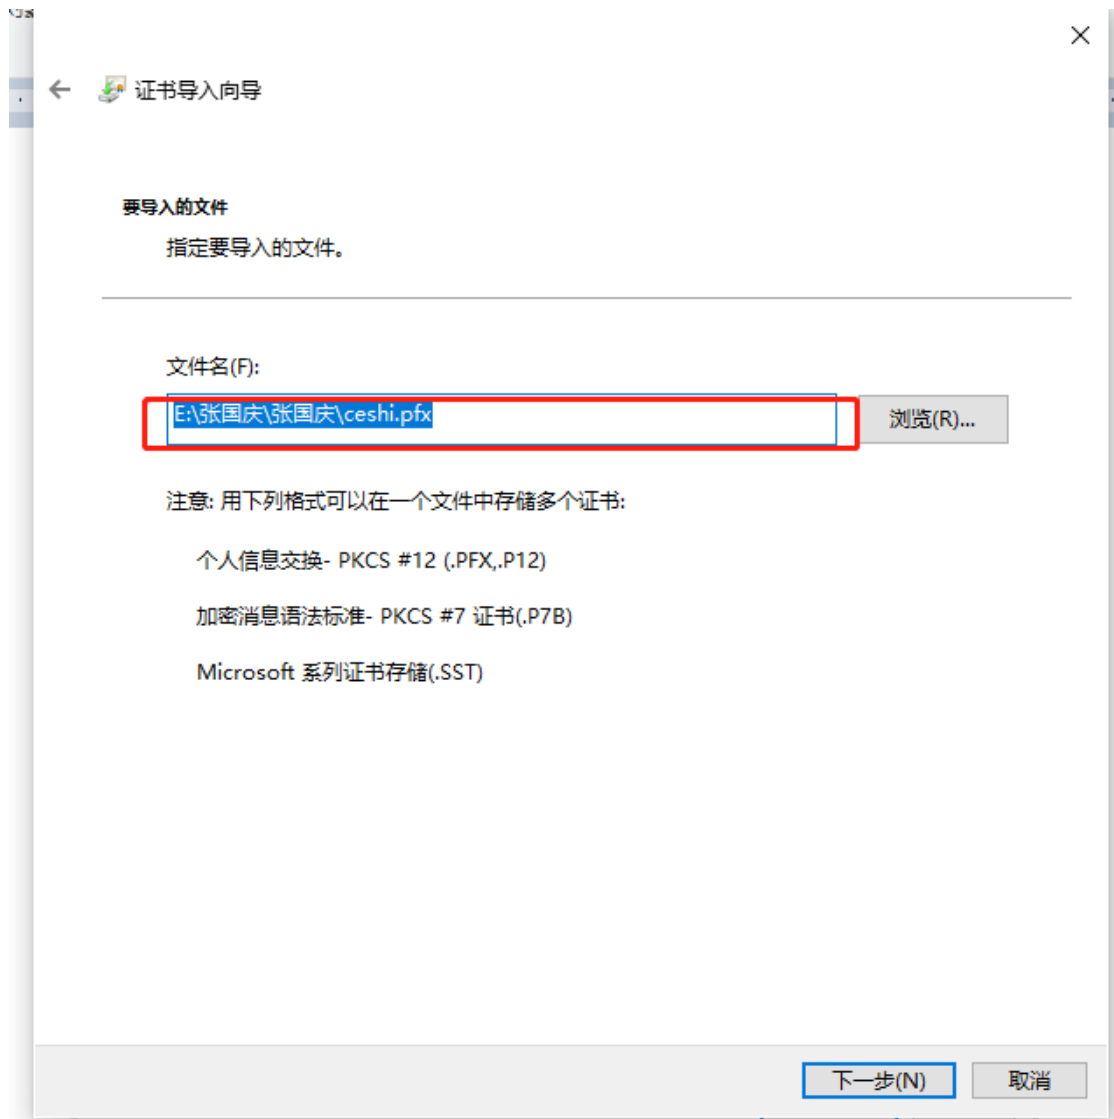 证书导入向导
要导入的文件
指定要导入的文件。
文件名(F):
E:\张国庆\张国庆\ceshi.pfx
浏览(R)...
注意: 用下列格式可以在一个文件中存储多个证书:
个人信息交换- PKCS #12 (.PFX,.P12)
加密消息语法标准- PKCS #7 证书(.P7B)
Microsoft 系列证书存储(.SST)
下一步(N)
取消